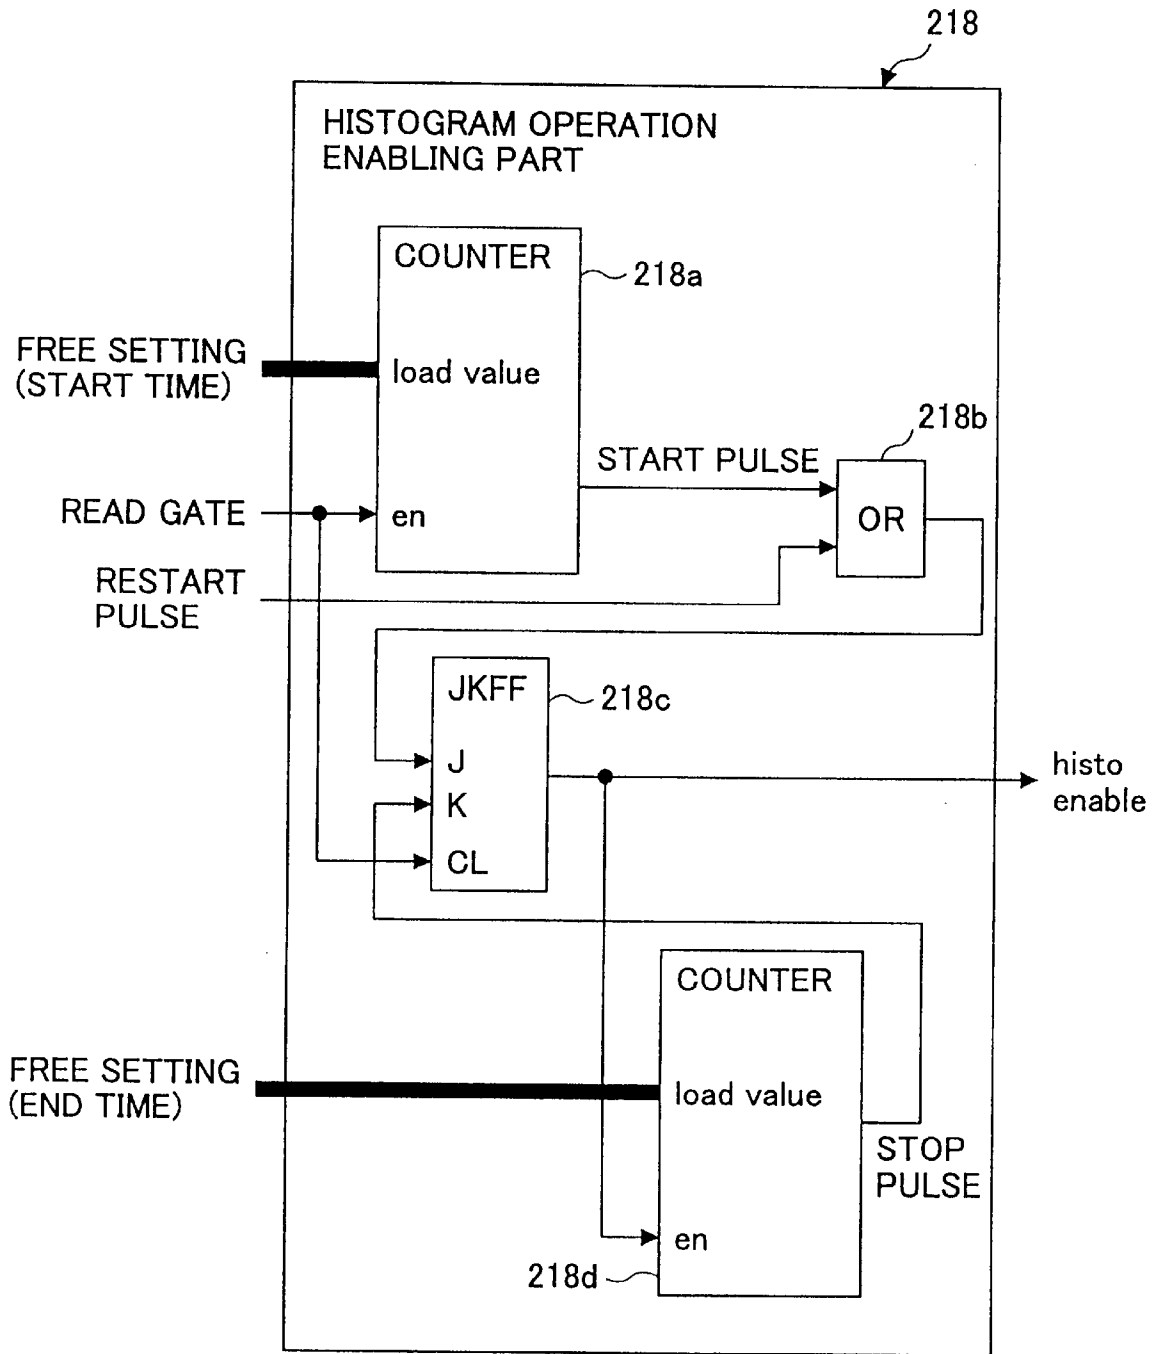 218
HISTOGRAM OPERATION
ENABLING PART
COUNTER
218a
FREE SETTING
(START TIME)
load value
218b
START PULSE
READ GATE
en
OR
RESTART
PULSE
JKFF
218c
J
histo
enable
K
CL
COUNTER
FREE SETTING
(END TIME)
load value
STOP
PULSE
en
218d